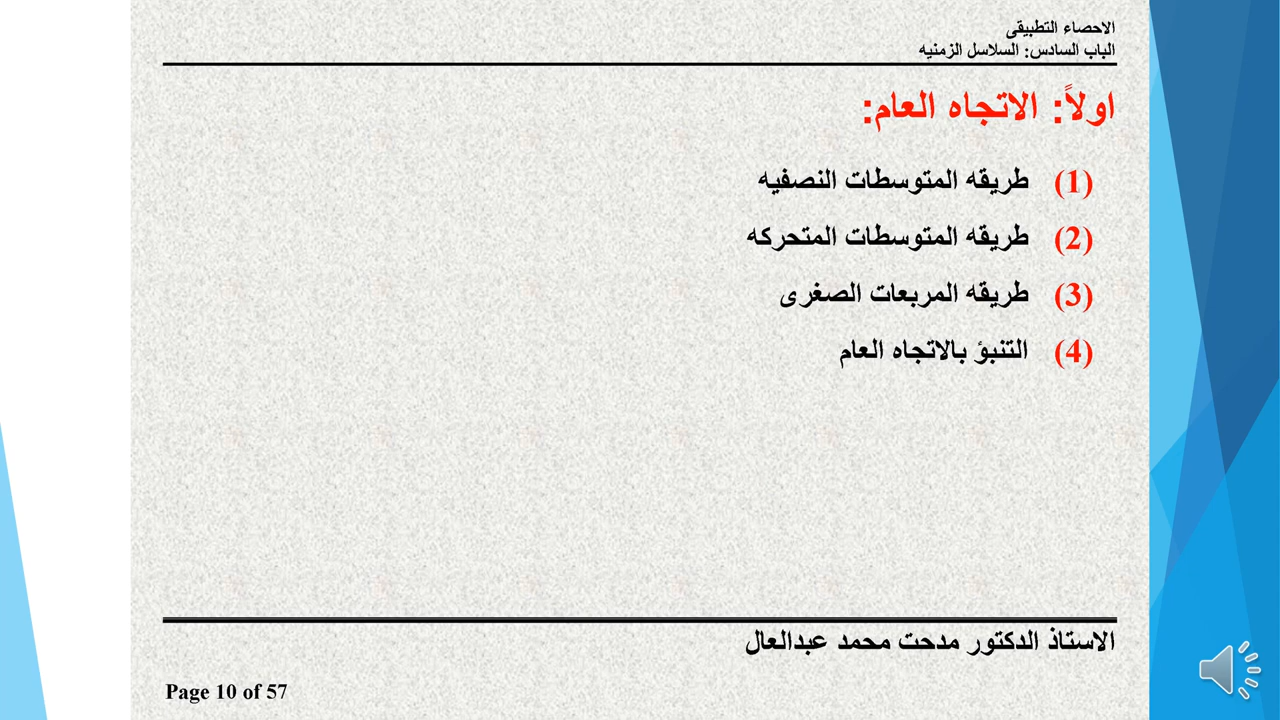 الاحصاء التطبيقى
الباب السادس: السلاسل الزمنيه
اولاً: الاتجاه العام:
(1) طريقه المتوسطات النصفيه
(2) طريقه المتوسطات المتحركه
(3) طريقه المربعات الصغرى
(4) التنبؤ بالاتجاه العام
الاستاذ الدكتور مدحت محمد عبدالعال
Page 10 of 57